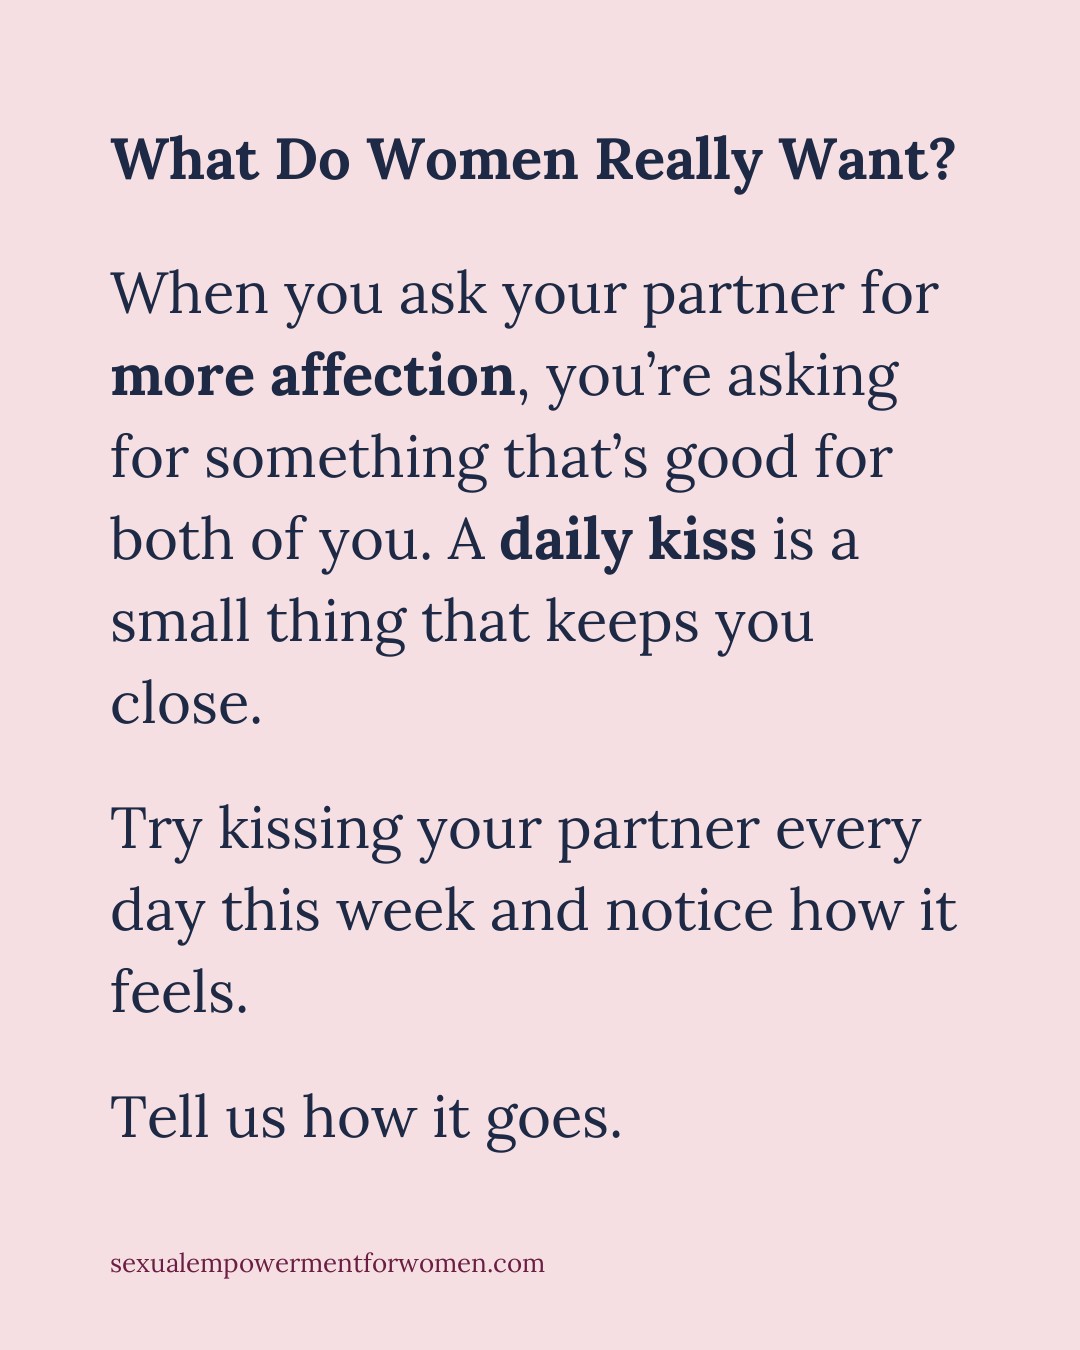 What Do Women Really Want?
When you ask your partner for
more affection, you’re asking
for something that’s good for
both of you. A daily kiss is a
small thing that keeps you
close.
Try kissing your partner every
day this week and notice how it
feels.
Tell us how it goes.
sexualempowermentforwomen.com